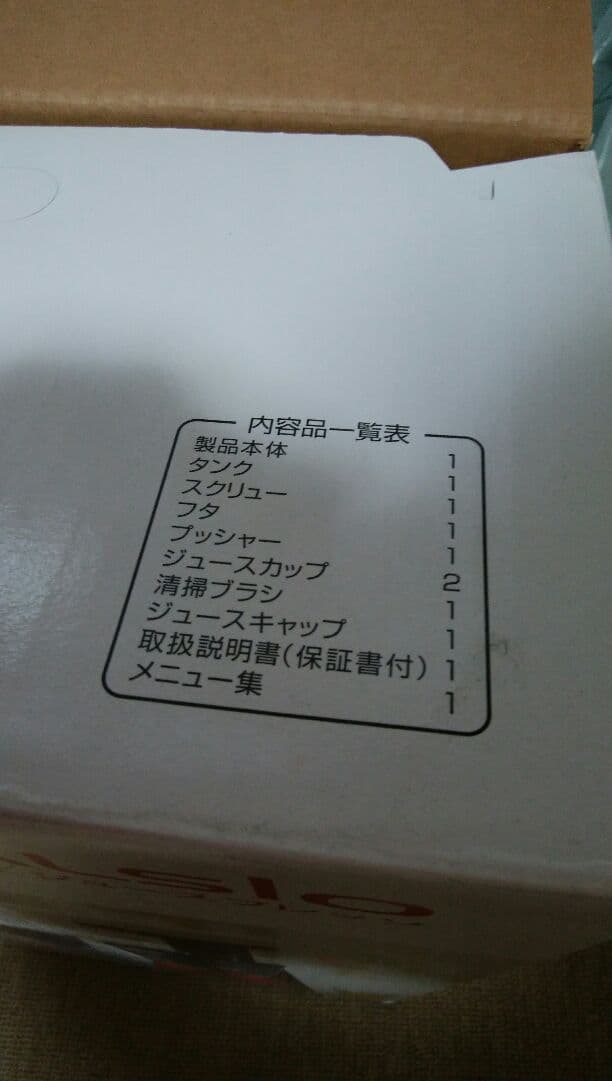 内容品一覧表
製品本体 1
タンク 1
スクリュー 1
フタ 1
プッシャー 1
ジュースカップ 2
清掃ブラシ 1
ジュースキャップ 1
取扱説明書(保証書付) 1
メニュー集 1